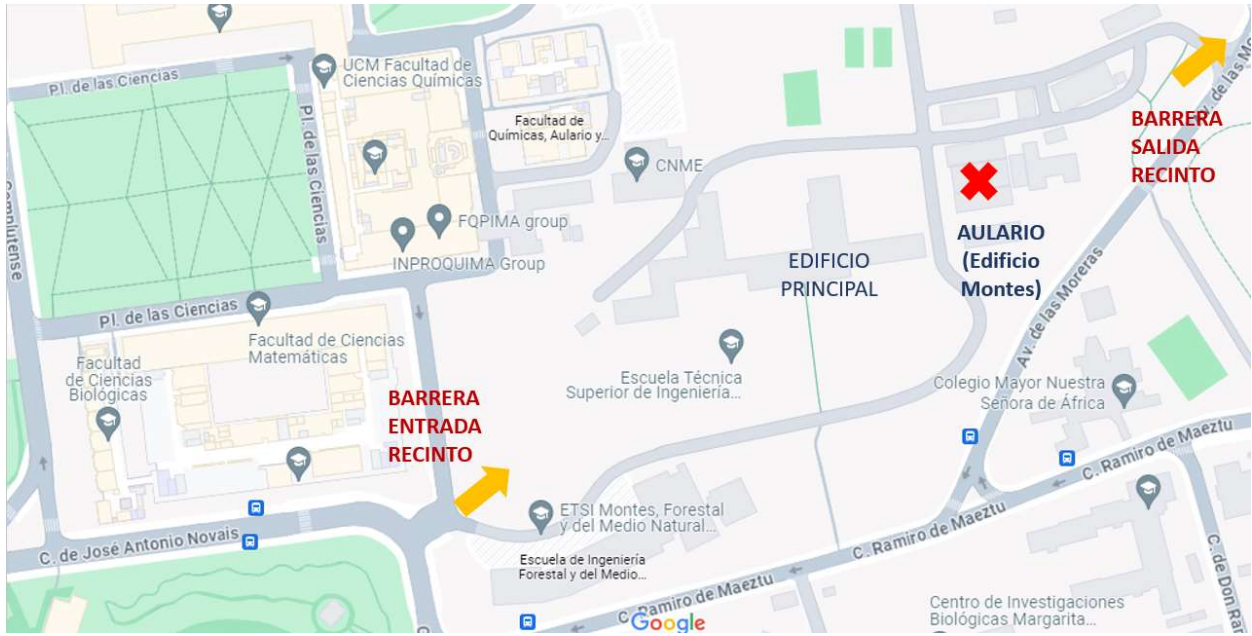 Pl. de las Ciencias
UCM Facultad de
Ciencias Químicas
Pl. de las Ciencias
Facultad de
Químicas, Aulario y...
CNME
FQPIMA group
INPROQUIMA Group
Complutense
Av. de las Mo
BARRERA
SALIDA
RECINTO
AULARIO
(Edificio
Montes)
EDIFICIO
PRINCIPAL
Pl. de las Ciencias
Facultad de Ciencias
Matemáticas
Facultad
de Ciencias
Biológicas
Escuela Técnica
Superior de Ingeniería...
Av. de las Moreras
Colegio Mayor Nuestra
Señora de África
BARRERA
ENTRADA
RECINTO
C. Ramiro de Maeztu
ETSI Montes, Forestal
y del Medio Natural...
C. de José Antonio Novais
Escuela de Ingeniería
Forestal y del Medio...
C. Ramiro de Maeztu
C. Ramiro de Maeztu
C. de Don Ra
Centro de Investigaciones
Biológicas Margarita...
Google